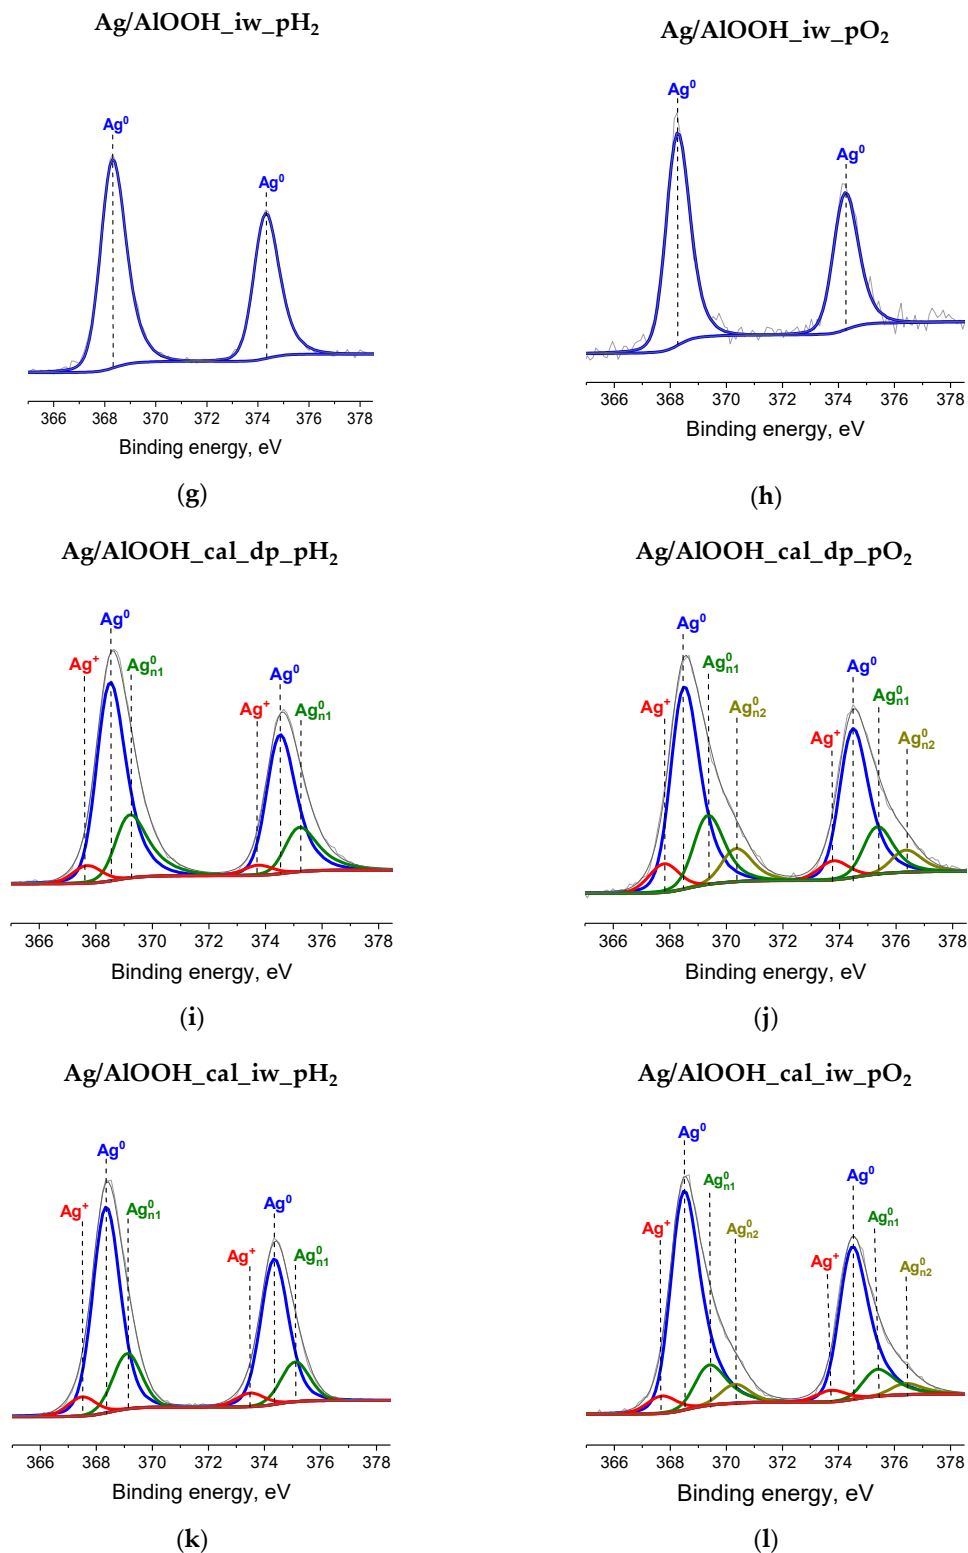 Ag/AlOOH_iw_pH₂ Ag/AlOOH_iw_pO₂
Ag⁰ Ag⁰ Ag⁰ Ag⁰
366 368 370 372 374 376 378 366 368 370 372 374 376 378
Binding energy, eV Binding energy, eV
(g) (h)
Ag/AlOOH_cal_dp_pH₂ Ag/AlOOH_cal_dp_pO₂
Ag⁺ Ag⁰ Ag⁰n1 Ag⁺ Ag⁰ Ag⁰n1 Ag⁺ Ag⁰ Ag⁰n1 Ag⁰n2 Ag⁺ Ag⁰ Ag⁰n1 Ag⁰n2
366 368 370 372 374 376 378 366 368 370 372 374 376 378
Binding energy, eV Binding energy, eV
(i) (j)
Ag/AlOOH_cal_iw_pH₂ Ag/AlOOH_cal_iw_pO₂
Ag⁺ Ag⁰ Ag⁰n1 Ag⁺ Ag⁰ Ag⁰n1 Ag⁺ Ag⁰ Ag⁰n1 Ag⁰n2 Ag⁺ Ag⁰ Ag⁰n1 Ag⁰n2
366 368 370 372 374 376 378 366 368 370 372 374 376 378
Binding energy, eV Binding energy, eV
(k) (l)